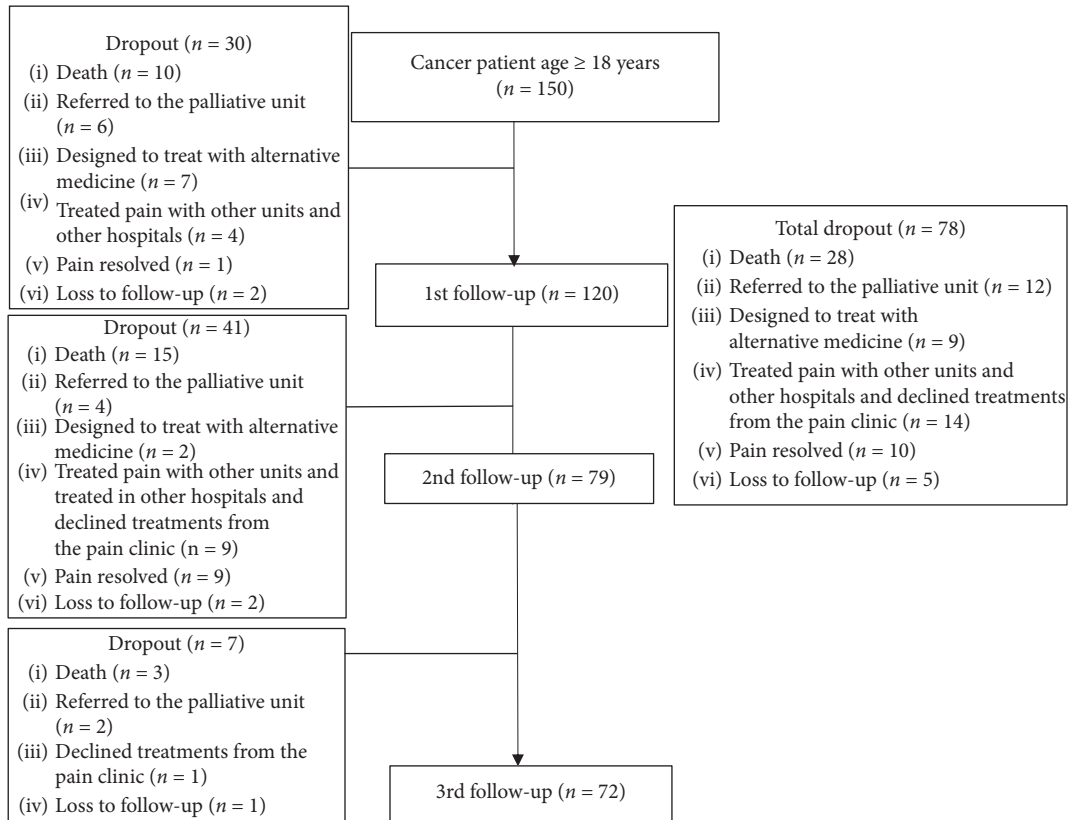 Dropout (n = 30)
(i) Death (n = 10)
(ii) Referred to the palliative unit
(n = 6)
(iii) Designed to treat with alternative
medicine (n = 7)
(iv) Treated pain with other units and
other hospitals (n = 4)
(v) Pain resolved (n = 1)
(vi) Loss to follow-up (n = 2)
Cancer patient age ≥ 18 years
(n = 150)
1st follow-up (n = 120)
Dropout (n = 41)
(i) Death (n = 15)
(ii) Referred to the palliative unit
(n = 4)
(iii) Designed to treat with alternative
medicine (n = 2)
(iv) Treated pain with other units and
treated in other hospitals and
declined treatments from
the pain clinic (n = 9)
(v) Pain resolved (n = 9)
(vi) Loss to follow-up (n = 2)
2nd follow-up (n = 79)
Total dropout (n = 78)
(i) Death (n = 28)
(ii) Referred to the palliative unit (n = 12)
(iii) Designed to treat with
alternative medicine (n = 9)
(iv) Treated pain with other units and
other hospitals and declined treatments
from the pain clinic (n = 14)
(v) Pain resolved (n = 10)
(vi) Loss to follow-up (n = 5)
Dropout (n = 7)
(i) Death (n = 3)
(ii) Referred to the palliative unit
(n = 2)
(iii) Declined treatments from the
pain clinic (n = 1)
(iv) Loss to follow-up (n = 1)
3rd follow-up (n = 72)